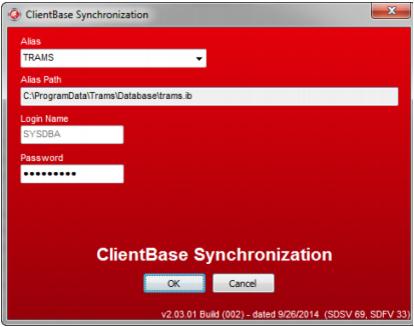 ClientBase Synchronization
Alias
TRAMS
Alias Path
C:\ProgramData\Trams\Database\trams.ib
Login Name
SYSDBA
Password
•••••••••
ClientBase Synchronization
OK Cancel
v2.03.01 Build (002) - dated 9/26/2014 (SDSV 69, SDFV 33)